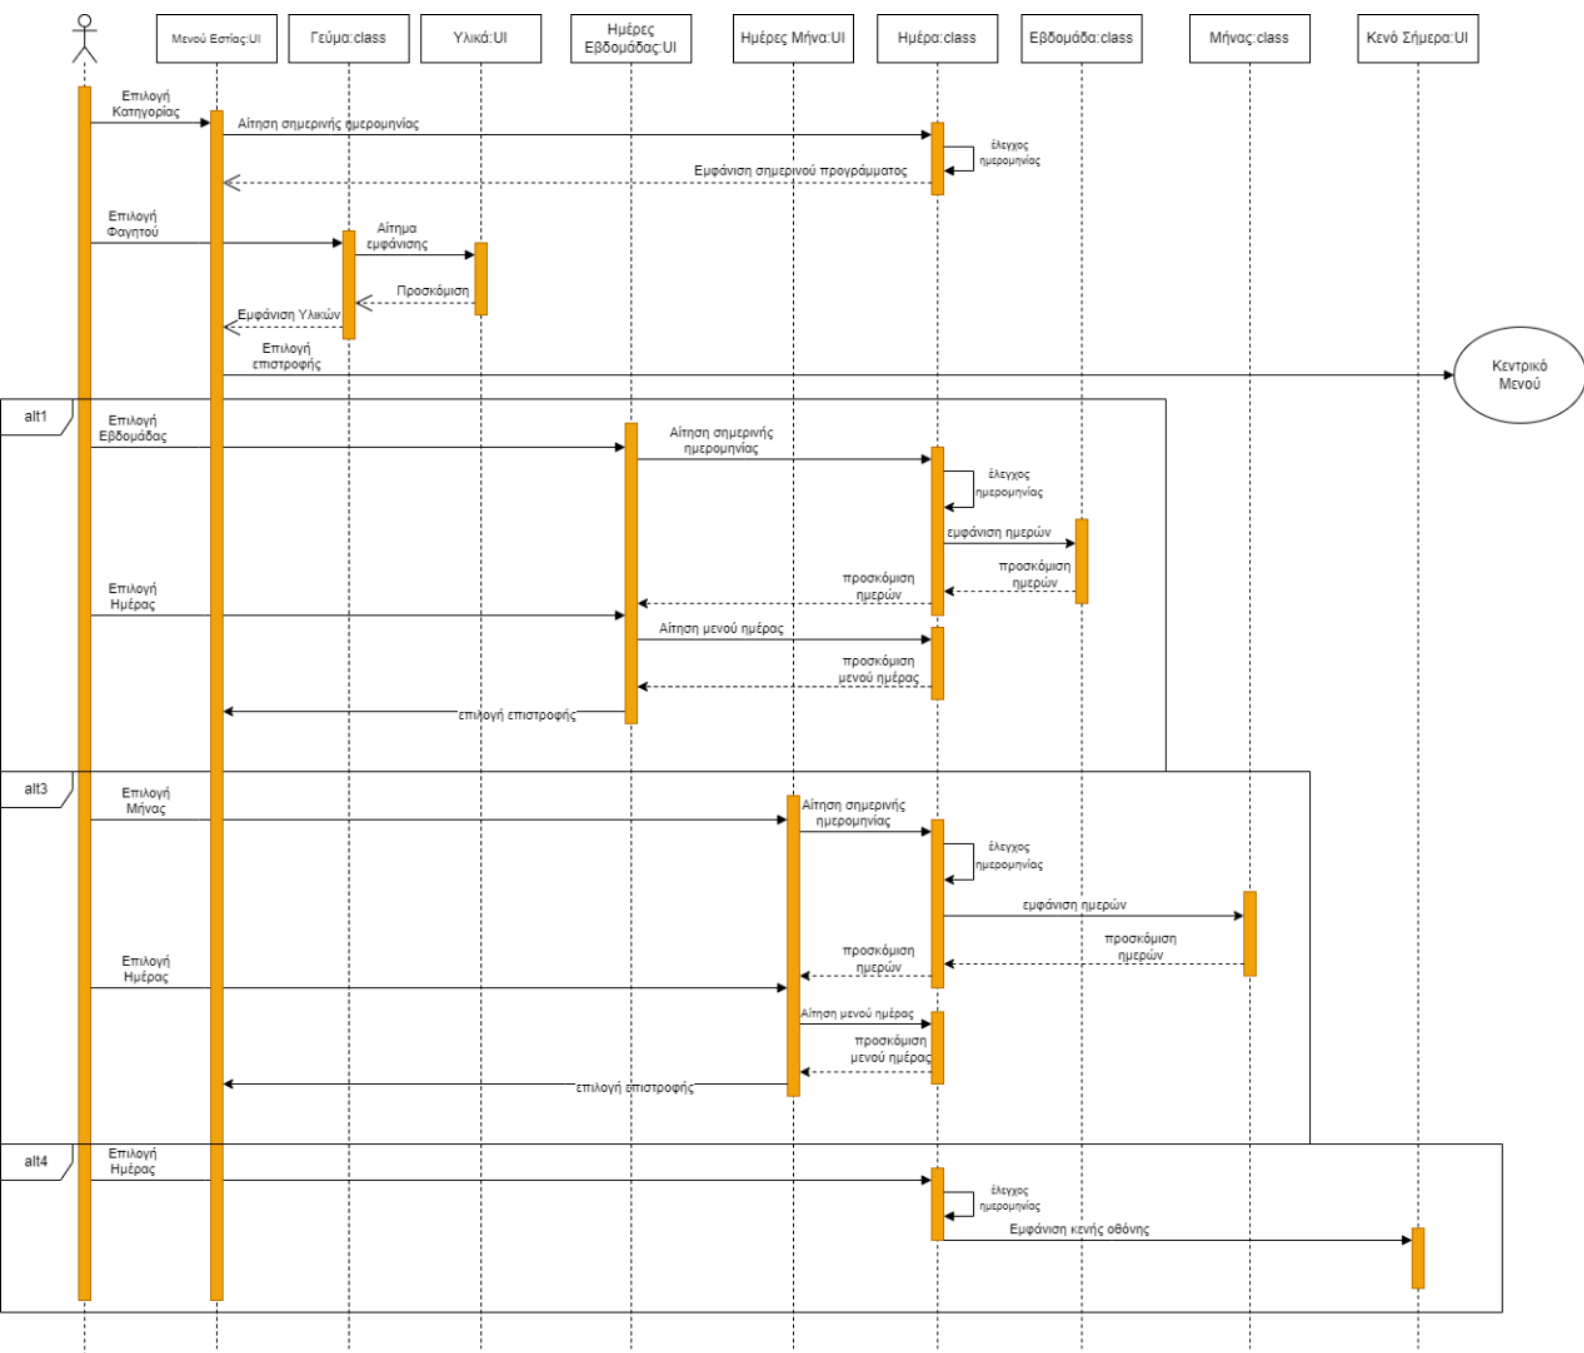 Μενού Εστίας:UI
Γεύμα:class
Υλικά:UI
Ημέρες
Εβδομάδας:UI
Ημέρες Μήνα:UI
Ημέρα:class
Εβδομάδα:class
Μήνας:class
Κενό Σήμερα:UI
Επιλογή
Κατηγορίας
Αίτηση σημερινής ημερομηνίας
έλεγχος
ημερομηνίας
Εμφάνιση σημερινού προγράμματος
Επιλογή
Φαγητού
Αίτημα
εμφάνισης
Προσκόμιση
Εμφάνιση Υλικών
Επιλογή
επιστροφής
Κεντρικό
Μενού
alt1
Επιλογή
Εβδομάδας
Αίτηση σημερινής
ημερομηνίας
έλεγχος
ημερομηνίας
εμφάνιση ημερών
προσκόμιση
ημερών
προσκόμιση
ημερών
Επιλογή
Ημέρας
Αίτηση μενού ημέρας
προσκόμιση
μενού ημέρας
επιλογή επιστροφής
alt3
Επιλογή
Μήνας
Αίτηση σημερινής
ημερομηνίας
έλεγχος
ημερομηνίας
εμφάνιση ημερών
προσκόμιση
ημερών
προσκόμιση
ημερών
Επιλογή
Ημέρας
Αίτηση μενού ημέρας
προσκόμιση
μενού ημέρας
επιλογή επιστροφής
alt4
Επιλογή
Ημέρας
έλεγχος
ημερομηνίας
Εμφάνιση κενής οθόνης